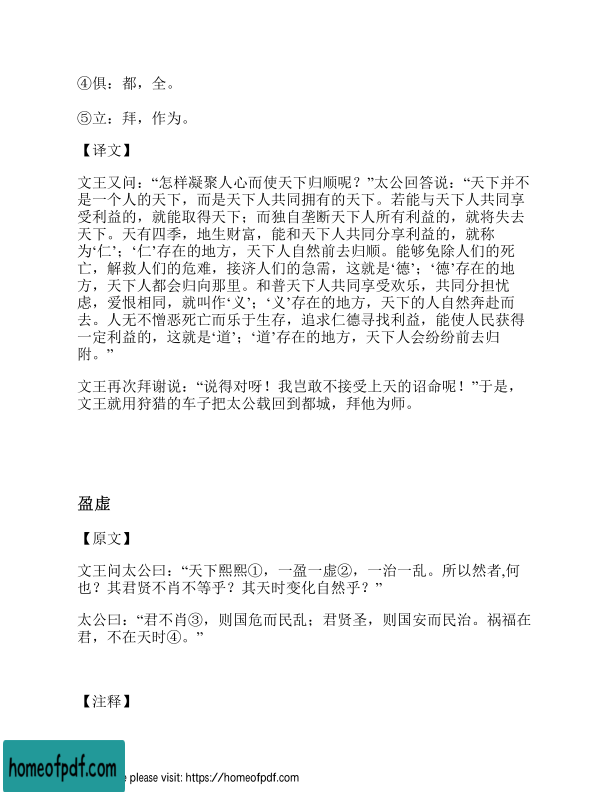 ④俱：都，全。
⑤立：拜，作为。
【译文】
文王又问：“怎样凝聚人心而使天下归顺呢？”太公回答说：“天下并不
是一个人的天下，而是天下人共同拥有的天下。若能与天下人共同享
受利益的，就能取得天下；而独自垄断天下人所有利益的，就将失去
天下。天有四季，地生财富，能和天下人共同分享利益的，就称
为‘仁’；‘仁’存在的地方，天下人自然前去归顺。能够免除人们的死
亡，解救人们的危难，接济人们的急需，这就是‘德’；‘德’存在的地
方，天下人都会归向那里。和普天下人共同享受欢乐，共同分担忧
虑，爱恨相同，就叫作‘义’；‘义’存在的地方，天下的人自然奔赴而
去。人无不憎恶死亡而乐于生存，追求仁德寻找利益，能使人民获得
一定利益的，这就是‘道’；‘道’存在的地方，天下人会纷纷前去归
附。”
文王再次拜谢说：“说得对呀！我岂敢不接受上天的诏命呢！”于是，
文王就用狩猎的车子把太公载回到都城，拜他为师。
盈虚
【原文】
文王问太公曰：“天下熙熙①，一盈一虚②，一治一乱。所以然者,何
也？其君贤不肖不等乎？其天时变化自然乎？”
太公曰：“君不肖③，则国危而民乱；君贤圣，则国安而民治。祸福在
君，不在天时④。”
【注释】
homeofpdf.com
e please visit: https://homeofpdf.com